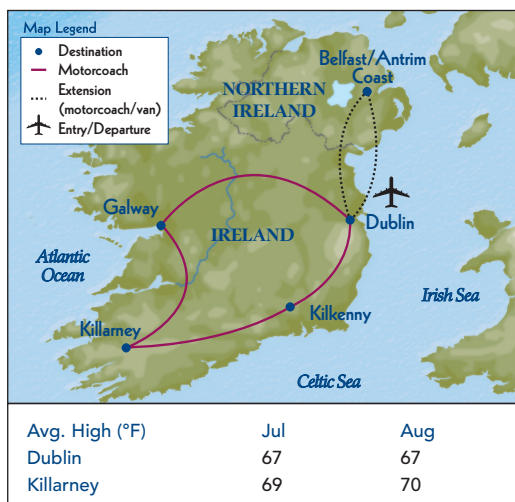 Map Legend
Destination
Motorcoach
Extension
(motorcoach/van)
Entry/Departure
Belfast/Antrim
Coast
NORTHERN
IRELAND
Galway
Dublin
IRELAND
Atlantic
Ocean
Irish Sea
Kilkenny
Killarney
Celtic Sea
Avg. High (°F) Jul Aug
Dublin 67 67
Killarney 69 70